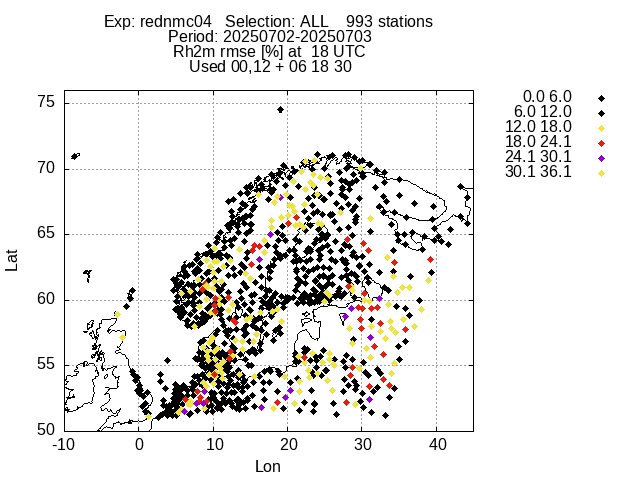 Exp: rednmc04   Selection: ALL    993 stations
Period: 20250702-20250703
Rh2m rmse [%] at  18 UTC
Used 00,12 + 06 18 30
0.0 6.0
6.0 12.0
12.0 18.0
18.0 24.1
24.1 30.1
30.1 36.1
75
70
65
60
55
50
Lat
-10 0 10 20 30 40
Lon